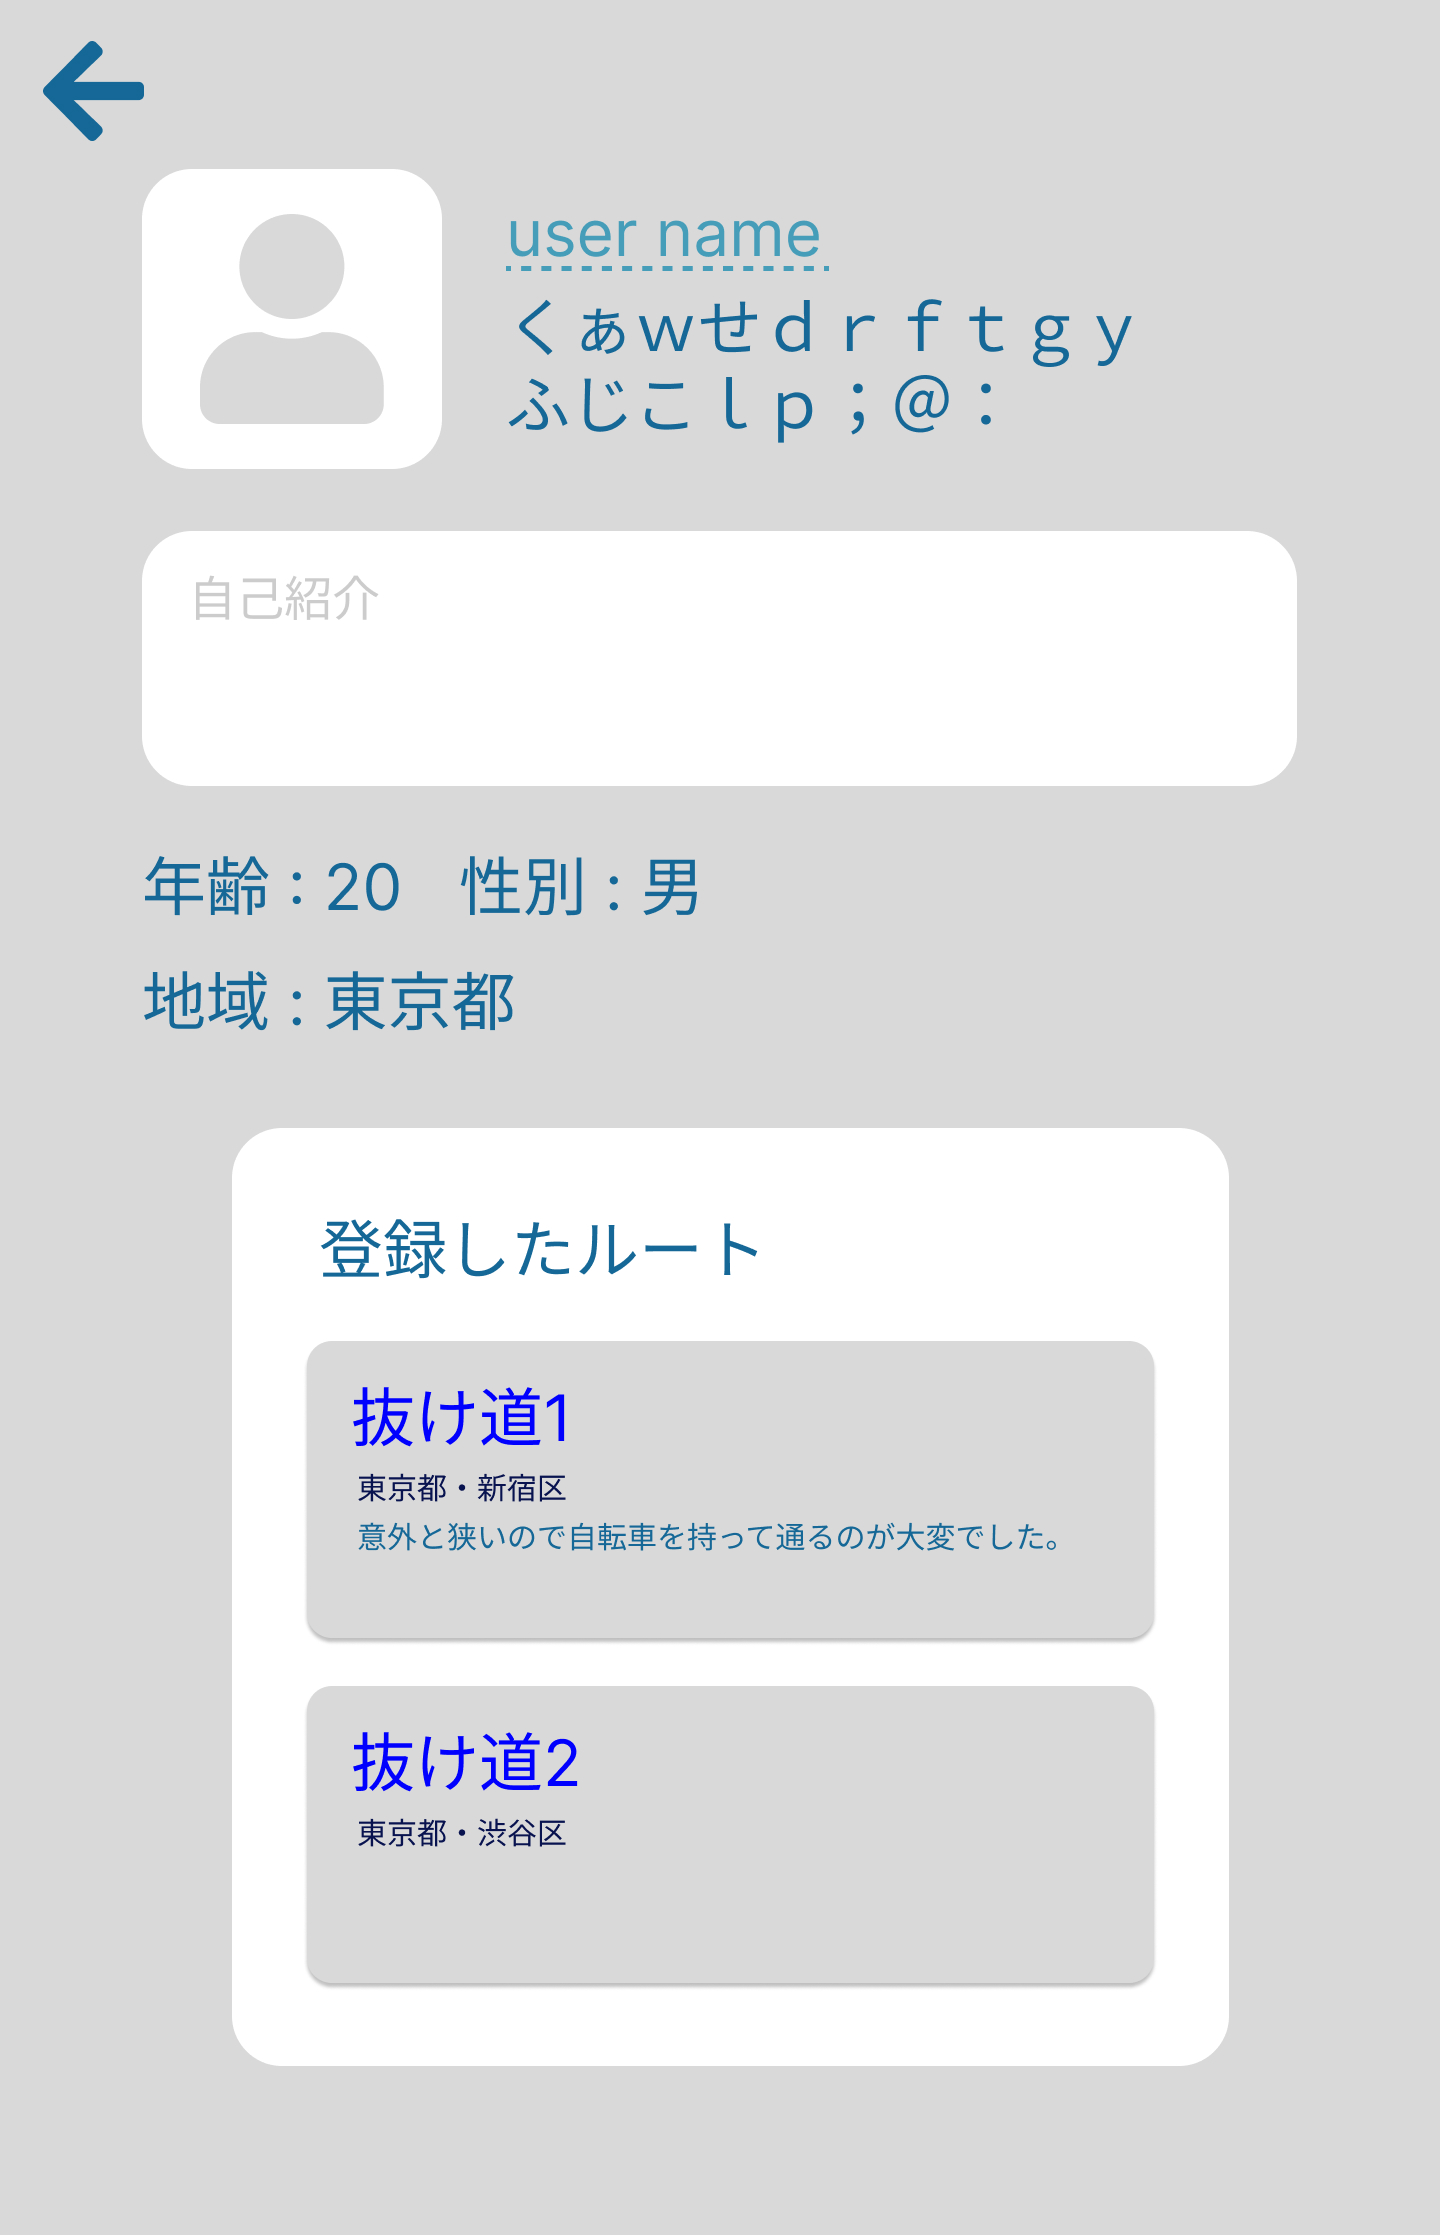 user name
くぁｗせｄｒｆｔｇｙ
ふじこｌｐ；＠：
自己紹介
年齢 : 20　性別 : 男
地域 : 東京都
登録したルート
抜け道1
東京都・新宿区
意外と狭いので自転車を持って通るのが大変でした。
抜け道2
東京都・渋谷区